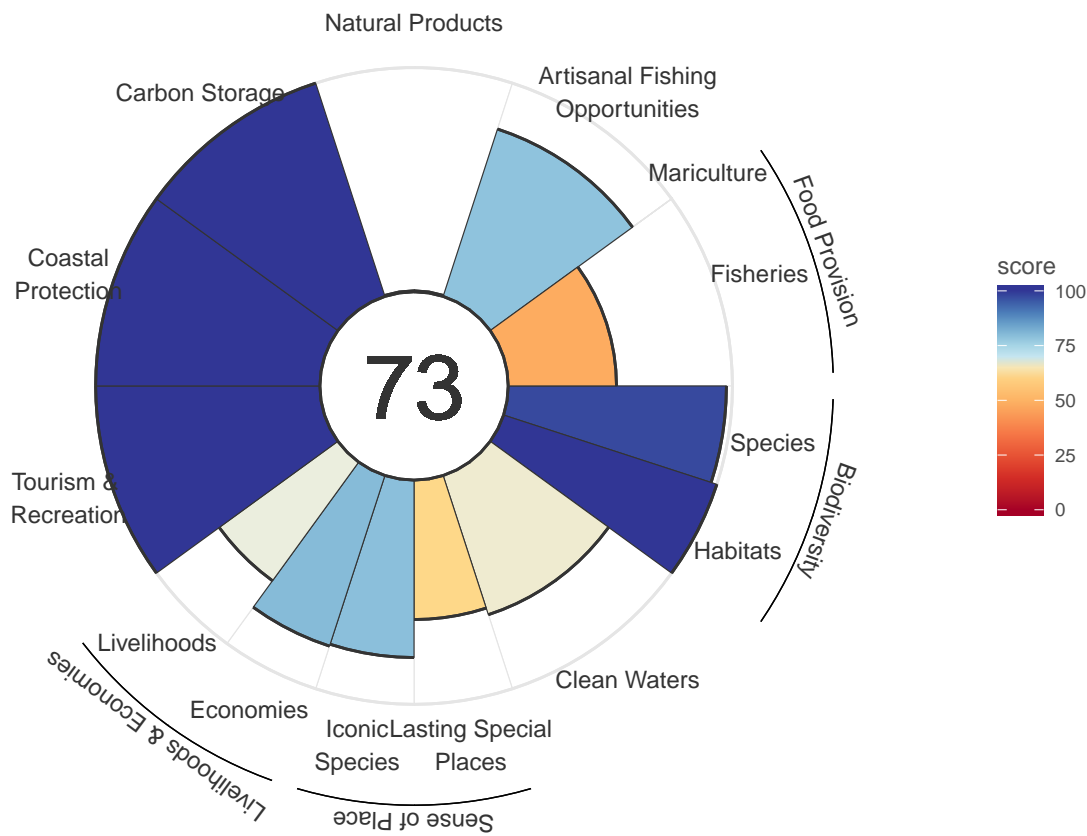 Natural Products
Carbon Storage
Artisanal Fishing
Opportunities
Mariculture
Food Provision
Fisheries
Coastal
Protection
score
100
75
50
25
0
73
Species
Biodiversity
Habitats
Tourism &
Recreation
Livelihoods
Livelihoods & Economies
Economies
Clean Waters
Iconic
Species
Lasting Special
Places
Sense of Place